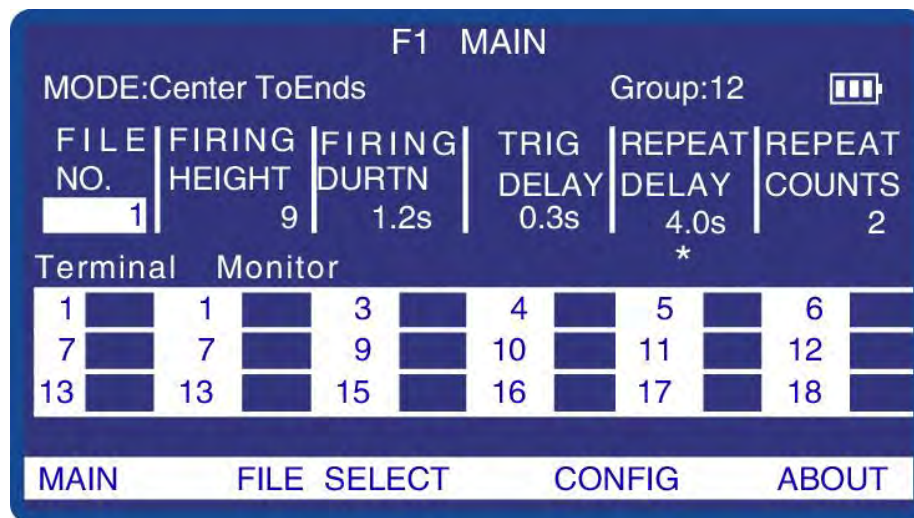 F1 MAIN
MODE:Center ToEnds Group:12
FILE FIRING FIRING TRIG REPEAT REPEAT
NO. HEIGHT DURTN DELAY DELAY COUNTS
1 9 1.2s 0.3s 4.0s 2
Terminal Monitor *
1 1 3 4 5 6
7 7 9 10 11 12
13 13 15 16 17 18
MAIN FILE SELECT CONFIG ABOUT